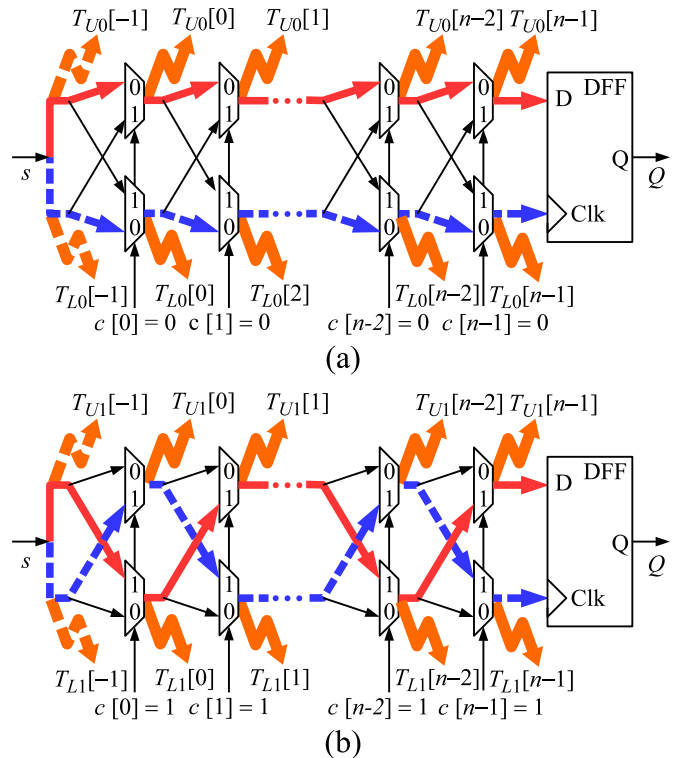 T_{U0}[−1] T_{U0}[0] T_{U0}[1] T_{U0}[n−2] T_{U0}[n−1]
0 0 0 0 DFF
D
1 1 1 1
s Q Q
1 1 1 1
0 0 0 0 Clk
T_{L0}[−1] T_{L0}[0] T_{L0}[2] T_{L0}[n−2] T_{L0}[n−1]
c [0] = 0 c [1] = 0 c [n-2] = 0 c [n−1] = 0
(a)
T_{U1}[−1] T_{U1}[0] T_{U1}[1] T_{U1}[n−2] T_{U1}[n−1]
0 0 0 0 DFF
D
1 1 1 1
s Q Q
1 1 1 1
0 0 0 0 Clk
T_{L1}[−1] T_{L1}[0] T_{L1}[1] T_{L1}[n−2] T_{L1}[n−1]
c [0] = 1 c [1] = 1 c [n-2] = 1 c [n−1] = 1
(b)